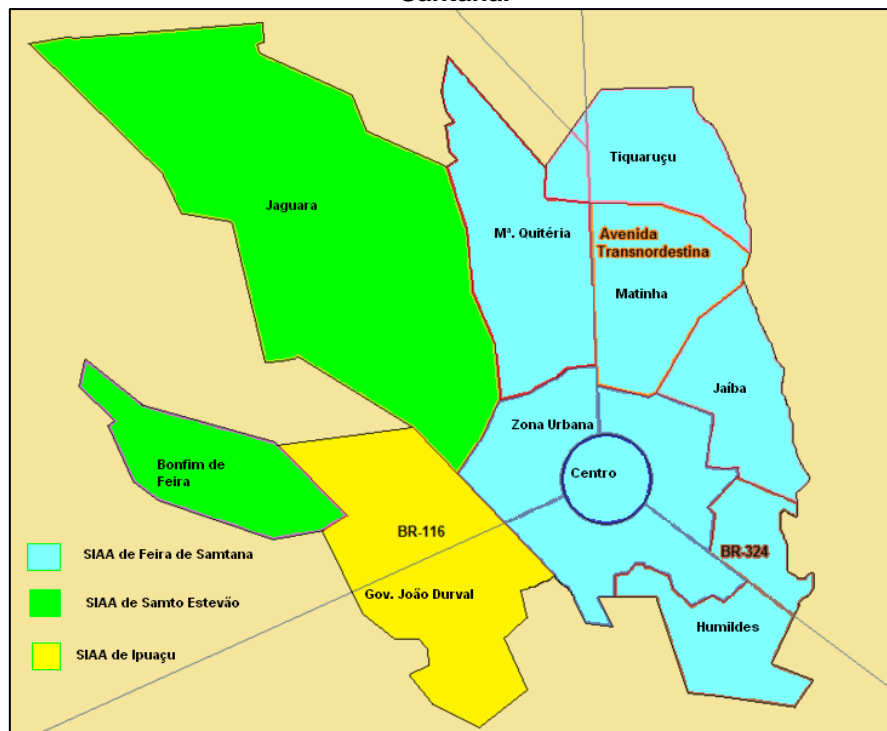 Santana.
Tiquaruçu
Jaguara
Mª. Quitéria
Avenida
Transnordestina
Matinha
Jaíba
Zona Urbana
Centro
Bonfim de
Feira
BR-116
BR-324
SIAA de Feira de Samtana
SIAA de Samto Estevão
Gov. João Durval
Humildes
SIAA de Ipuaçu